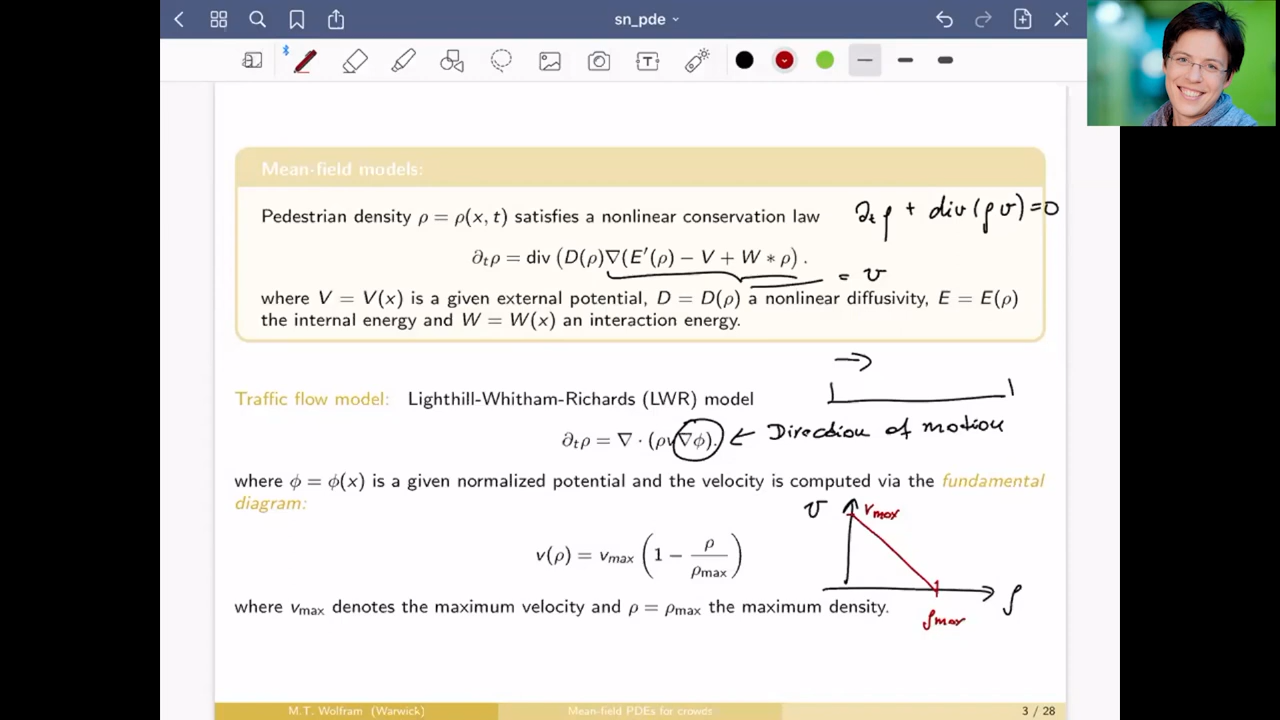 sn_pde
Mean-field models:
Pedestrian density ρ = ρ(x, t) satisfies a nonlinear conservation law
∂ₜρ + div(ρv) = 0
∂ₜρ = div (D(ρ)∇(E′(ρ) − V + W ∗ ρ) .
= v
where V = V(x) is a given external potential, D = D(ρ) a nonlinear diffusivity, E = E(ρ)
the internal energy and W = W(x) an interaction energy.
Traffic flow model: Lighthill-Whitham-Richards (LWR) model
∂ₜρ = ∇ · (ρv∇ϕ). ← Direction of motion
where ϕ = ϕ(x) is a given normalized potential and the velocity is computed via the fundamental
diagram:
v
vmax
v(ρ) = vmax (1 − ρ/ρmax)
ρ
where vmax denotes the maximum velocity and ρ = ρmax the maximum density.
ρmax
M.T. Wolfram (Warwick)
Mean-field PDEs for crowds
3 / 28